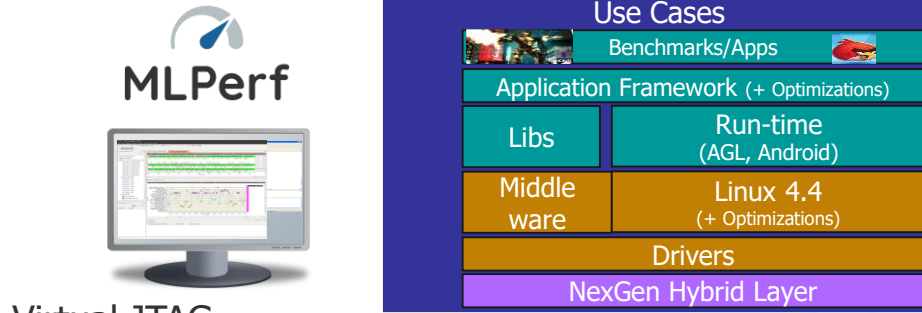 MLPerf
Virtual JTAG
Use Cases
Benchmarks/Apps
Application Framework (+ Optimizations)
Libs
Run-time
(AGL, Android)
Middle
ware
Linux 4.4
(+ Optimizations)
Drivers
NexGen Hybrid Layer